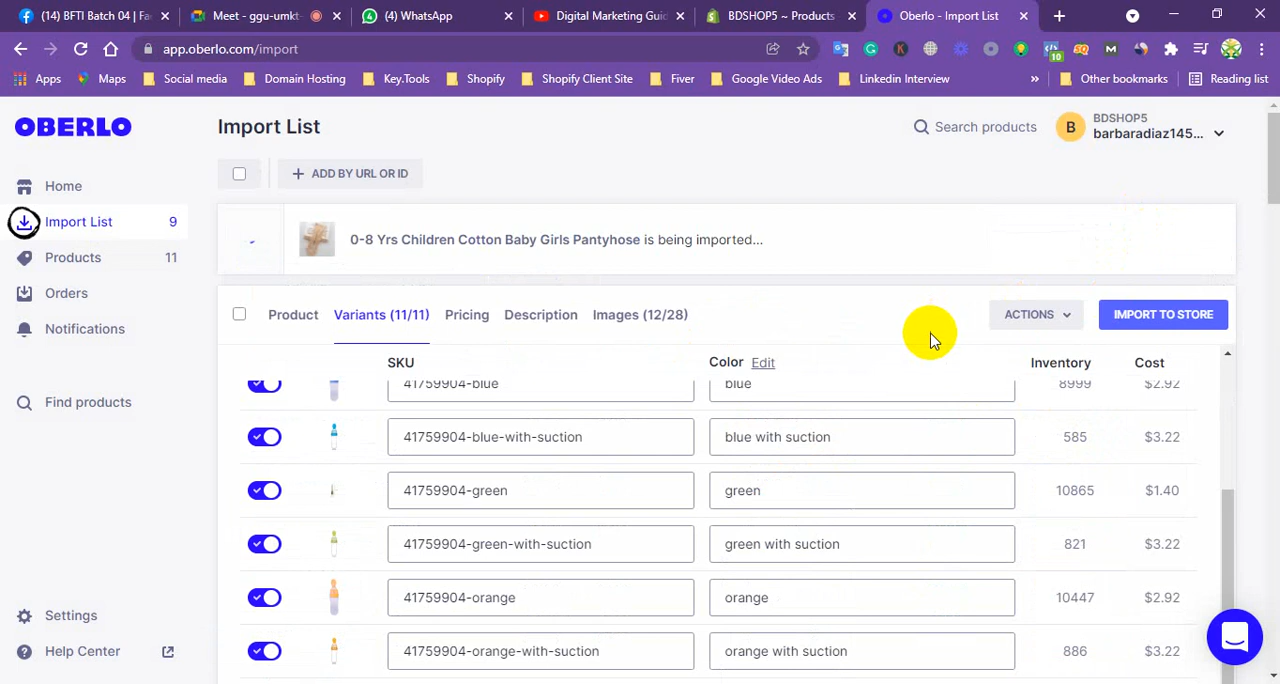 (14) BFTI Batch 04 | Fa
Meet - ggu-umkt-
(4) WhatsApp
Digital Marketing Guid
BDSHOP5 ~ Products
Oberlo - Import List
app.oberlo.com/import
10
Apps
Maps
Social media
Domain Hosting
Key.Tools
Shopify
Shopify Client Site
Fiver
Google Video Ads
Linkedin Interview
»
Other bookmarks
Reading list
OBERLO
Import List
Search products
B
BDSHOP5
barbaradiaz145...
+ ADD BY URL OR ID
Home
Import List 9
Products 11
Orders
Notifications
Find products
Settings
Help Center
0-8 Yrs Children Cotton Baby Girls Pantyhose is being imported...
Product Variants (11/11) Pricing Description Images (12/28)
ACTIONS
IMPORT TO STORE
SKU Color Edit Inventory Cost
41759904-blue blue 8999 $2.92
41759904-blue-with-suction blue with suction 585 $3.22
41759904-green green 10865 $1.40
41759904-green-with-suction green with suction 821 $3.22
41759904-orange orange 10447 $2.92
41759904-orange-with-suction orange with suction 886 $3.22